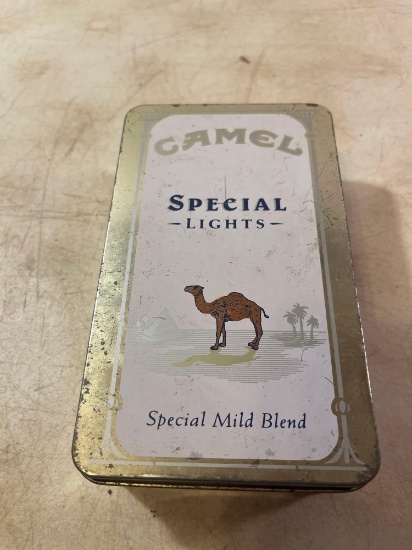 CAMEL
SPECIAL
-LIGHTS-
Special Mild Blend